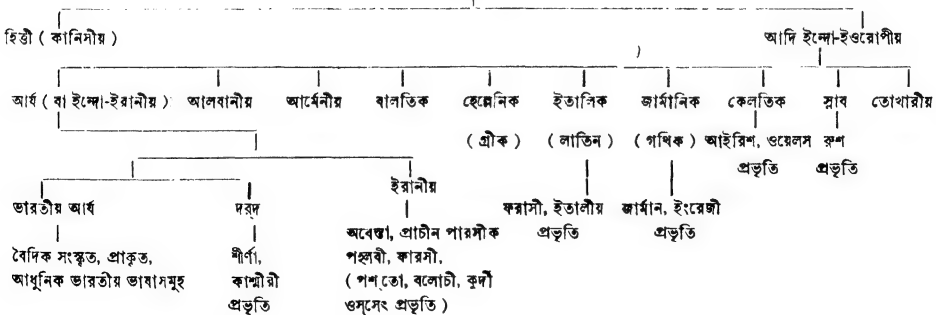 হিত্তী ( কানিসীয় ) আদি ইন্দো-ইওরোপীয়
)
আর্য ( বা ইন্দো-ইরানীয় ) আলবানীয় আর্মেনীয় বালতিক হেল্লেনিক ইতালিক জার্মানিক কেলতিক স্লাব তোখারীয়
( গ্রীক ) ( লাতিন ) ( গথিক ) আইরিশ, ওয়েলস রুশ
প্রভৃতি প্রভৃতি
ইরানীয়
ভারতীয় আর্য দর্‌দ ফরাসী, ইতালীয় জার্মান, ইংরেজী
প্রভৃতি প্রভৃতি
অবেস্তা, প্রাচীন পারসীক
বৈদিক সংস্কৃত, প্রাকৃত, শীর্ণা, পহ্লবী, ফারসী,
আধুনিক ভারতীয় ভাষাসমূহ কাশ্মীরী ( পশ্‌তো, বলোচী, কুর্দী
প্রভৃতি ওস্‌সেৎ প্রভৃতি )